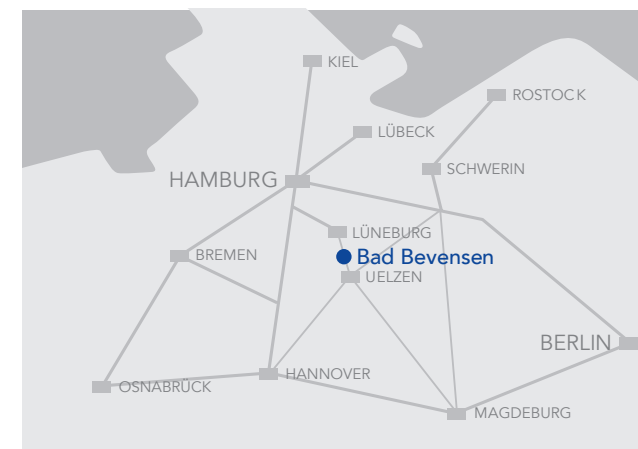 KIEL
ROSTOCK
LÜBECK
SCHWERIN
HAMBURG
LÜNEBURG
BREMEN
Bad Bevensen
UELZEN
BERLIN
HANNOVER
OSNABRÜCK
MAGDEBURG